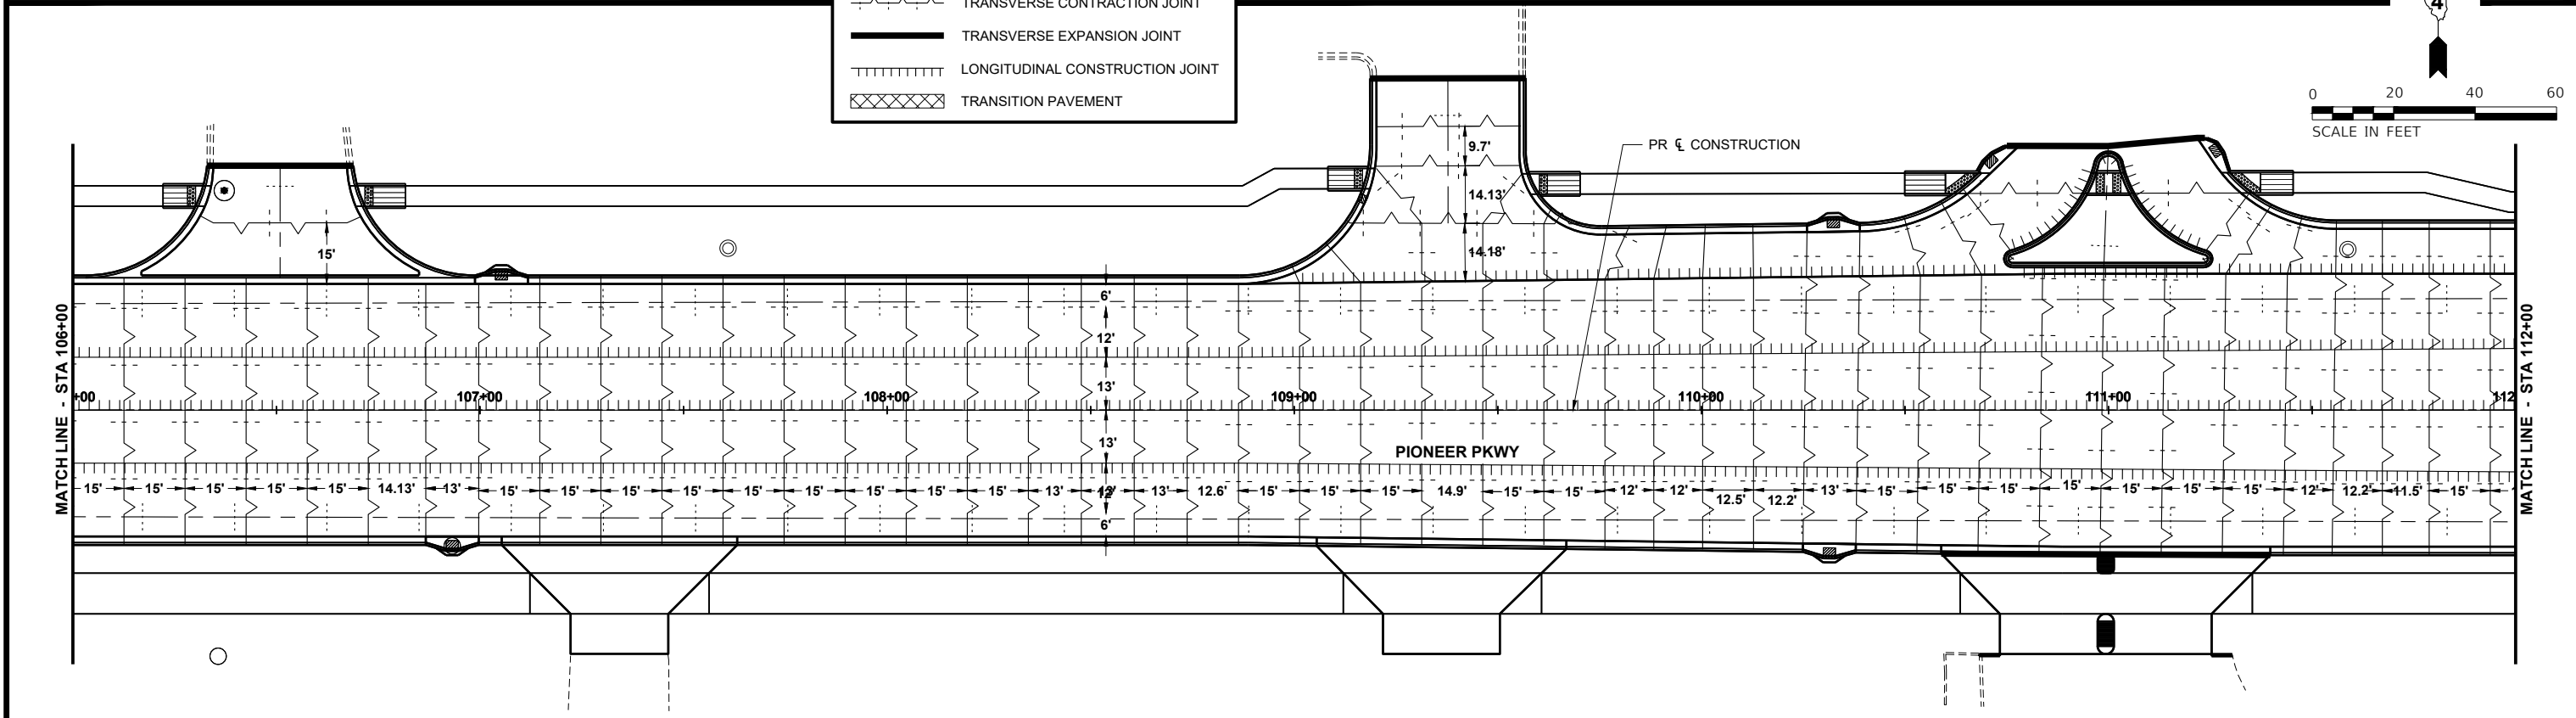 TRANSVERSE CONTRACTION JOINT
TRANSVERSE EXPANSION JOINT
LONGITUDINAL CONSTRUCTION JOINT
TRANSITION PAVEMENT
4
0 20 40 60
SCALE IN FEET
PR ℄ CONSTRUCTION
9.7'
14.13'
14.18'
15'
6'
12'
13'
MATCH LINE - STA 106+00
+00 107+00 108+00 109+00 110+00 111+00 112
MATCH LINE - STA 112+00
13'
PIONEER PKWY
15' 15' 15' 15' 15' 14.13' 13' 15' 15' 15' 15' 15' 15' 15' 15' 15' 13' 12' 13' 12.6' 15' 15' 15' 14.9' 15' 15' 12' 12' 12.5' 12.2' 13' 15' 15' 15' 15' 15' 15' 15' 12' 12.2' 11.5' 15'
6'